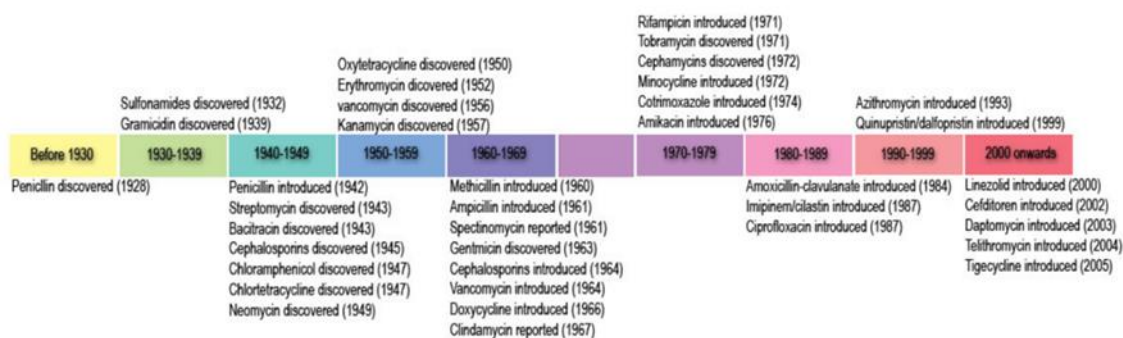 Rifampicin introduced (1971)
Tobramycin discovered (1971)
Cephamycins discovered (1972)
Minocycline introduced (1972)
Cotrimoxazole introduced (1974)
Amikacin introduced (1976)
Oxytetracycline discovered (1950)
Erythromycin discovered (1952)
vancomycin discovered (1956)
Kanamycin discovered (1957)
Sulfonamides discovered (1932)
Gramicidin discovered (1939)
Azithromycin introduced (1993)
Quinupristin/dalfopristin introduced (1999)
Before 1930
1930-1939
1940-1949
1950-1959
1960-1969
1970-1979
1980-1989
1990-1999
2000 onwards
Penicillin discovered (1928)
Penicillin introduced (1942)
Streptomycin discovered (1943)
Bacitracin discovered (1943)
Cephalosporins discovered (1945)
Chloramphenicol discovered (1947)
Chlortetracycline discovered (1947)
Neomycin discovered (1949)
Methicillin introduced (1960)
Ampicillin introduced (1961)
Spectinomycin reported (1961)
Gentmicin discovered (1963)
Cephalosporins introduced (1964)
Vancomycin introduced (1964)
Doxycycline introduced (1966)
Clindamycin reported (1967)
Amoxicillin-clavulanate introduced (1984)
Imipinem/cilastin introduced (1987)
Ciprofloxacin introduced (1987)
Linezolid introduced (2000)
Cefditoren introduced (2002)
Daptomycin introduced (2003)
Telithromycin introduced (2004)
Tigecycline introduced (2005)